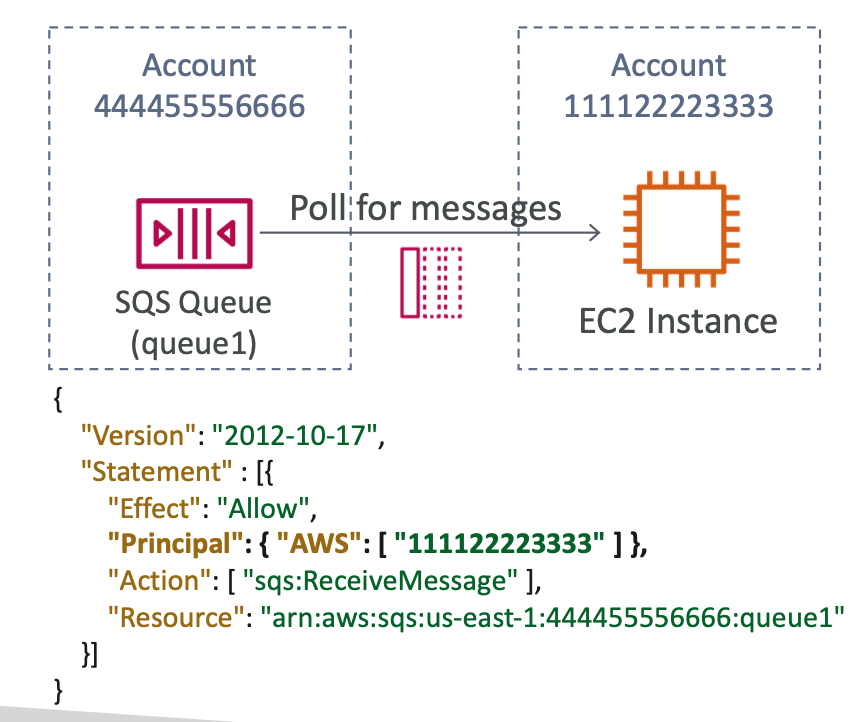 Account
444455556666
Account
111122223333
Poll for messages
SQS Queue
(queue1)
EC2 Instance
{
"Version": "2012-10-17",
"Statement" : [{
"Effect": "Allow",
"Principal": { "AWS": [ "111122223333" ] },
"Action": [ "sqs:ReceiveMessage" ],
"Resource": "arn:aws:sqs:us-east-1:444455556666:queue1"
}]
}